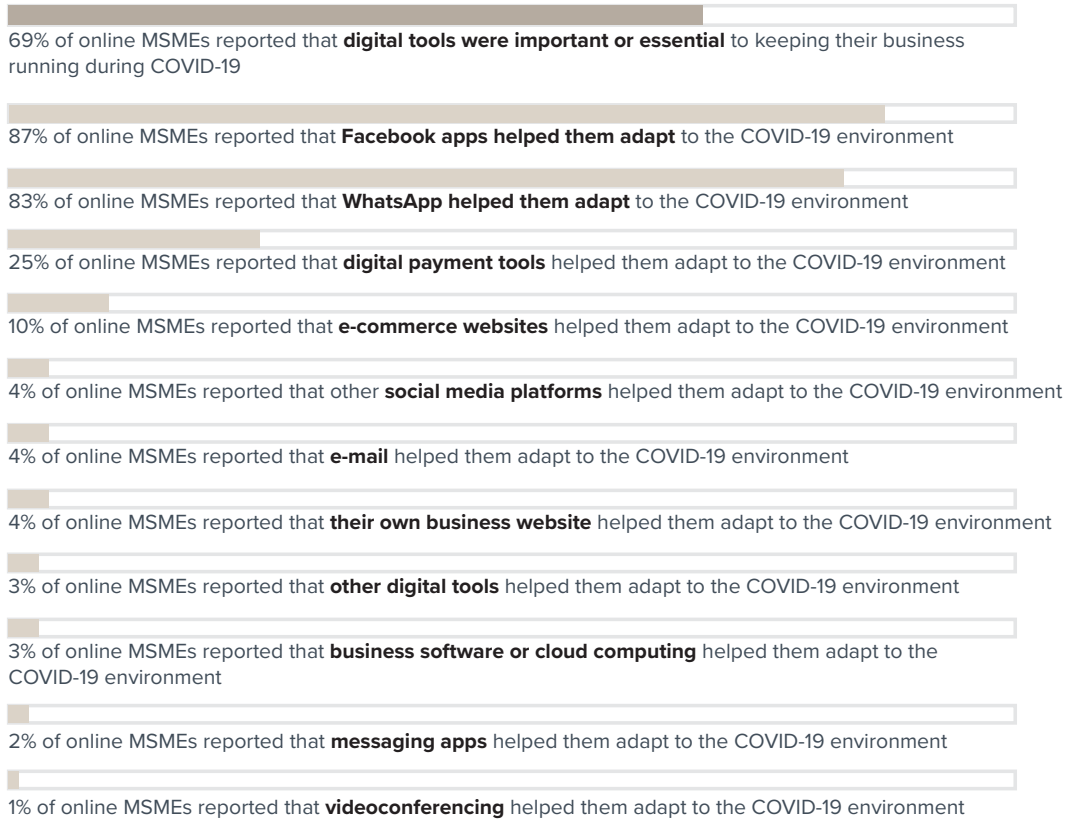 69% of online MSMEs reported that digital tools were important or essential to keeping their business
running during COVID-19
87% of online MSMEs reported that Facebook apps helped them adapt to the COVID-19 environment
83% of online MSMEs reported that WhatsApp helped them adapt to the COVID-19 environment
25% of online MSMEs reported that digital payment tools helped them adapt to the COVID-19 environment
10% of online MSMEs reported that e-commerce websites helped them adapt to the COVID-19 environment
4% of online MSMEs reported that other social media platforms helped them adapt to the COVID-19 environment
4% of online MSMEs reported that e-mail helped them adapt to the COVID-19 environment
4% of online MSMEs reported that their own business website helped them adapt to the COVID-19 environment
3% of online MSMEs reported that other digital tools helped them adapt to the COVID-19 environment
3% of online MSMEs reported that business software or cloud computing helped them adapt to the
COVID-19 environment
2% of online MSMEs reported that messaging apps helped them adapt to the COVID-19 environment
1% of online MSMEs reported that videoconferencing helped them adapt to the COVID-19 environment